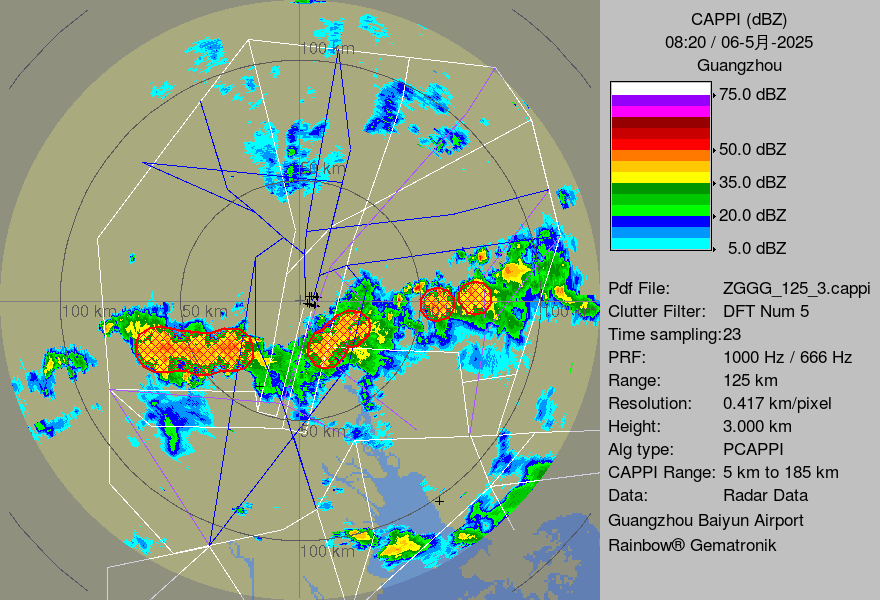 CAPPI (dBZ)
08:20 / 06-5月-2025
Guangzhou
75.0 dBZ
50.0 dBZ
35.0 dBZ
20.0 dBZ
5.0 dBZ
Pdf File: ZGGG_125_3.cappi
Clutter Filter: DFT Num 5
Time sampling:23
PRF: 1000 Hz / 666 Hz
Range: 125 km
Resolution: 0.417 km/pixel
Height: 3.000 km
Alg type: PCAPPI
CAPPI Range: 5 km to 185 km
Data: Radar Data
Guangzhou Baiyun Airport
Rainbow® Gematronik
100 km
50 km
100 km
50 km
100 km
50 km
100 km